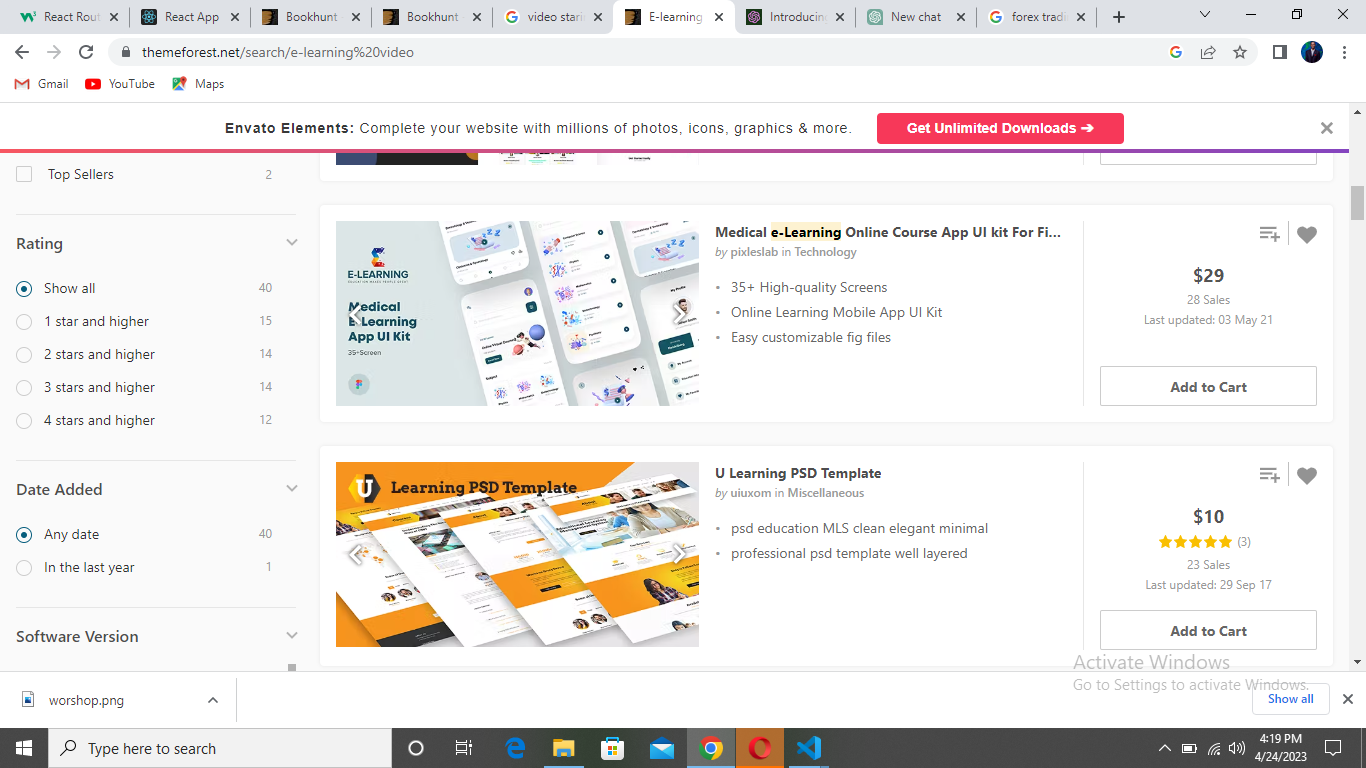 React Rout
React App
Bookhunt
Bookhunt
video stari
E-learning
Introducin
New chat
forex tradi
themeforest.net/search/e-learning%20video
Gmail
YouTube
Maps
Envato Elements: Complete your website with millions of photos, icons, graphics & more.
Get Unlimited Downloads ➔
Top Sellers 2
Rating
Show all 40
1 star and higher 15
2 stars and higher 14
3 stars and higher 14
4 stars and higher 12
Date Added
Any date 40
In the last year 1
Software Version
E-LEARNING
Medical
E-Learning
App UI Kit
35+Screen
Medical e-Learning Online Course App UI kit For Fi...
by pixleslab in Technology
• 35+ High-quality Screens
• Online Learning Mobile App UI Kit
• Easy customizable fig files
$29
28 Sales
Last updated: 03 May 21
Add to Cart
U Learning PSD Template
U Learning PSD Template
by uiuxom in Miscellaneous
• psd education MLS clean elegant minimal
• professional psd template well layered
$10
(3)
23 Sales
Last updated: 29 Sep 17
Add to Cart
Activate Windows
Go to Settings to activate Windows.
worshop.png
Show all
Type here to search
4:19 PM
4/24/2023